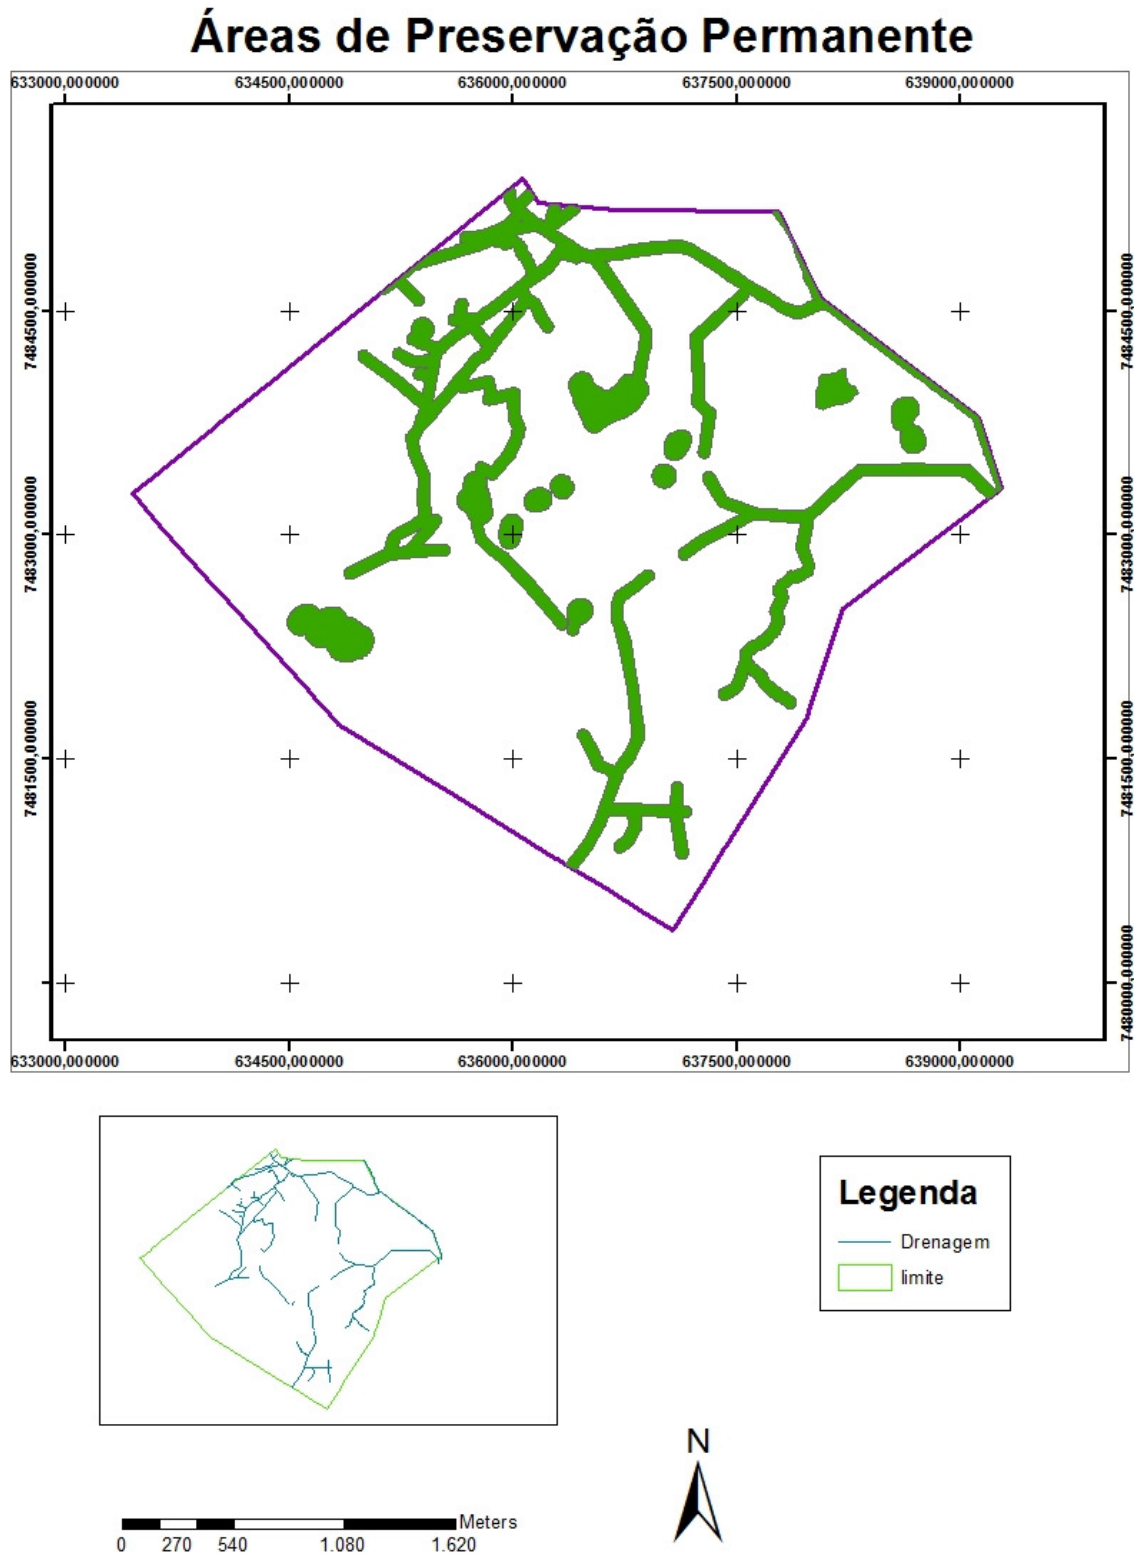 Áreas de Preservação Permanente
633000,000000 634500,000000 636000,000000 637500,000000 639000,000000
7484500,000000 7484500,000000
7483000,000000 7483000,000000
7481500,000000 7481500,000000
7480000,000000
633000,000000 634500,000000 636000,000000 637500,000000 639000,000000
Legenda
Drenagem
limite
N
Meters
0 270 540 1.080 1.620